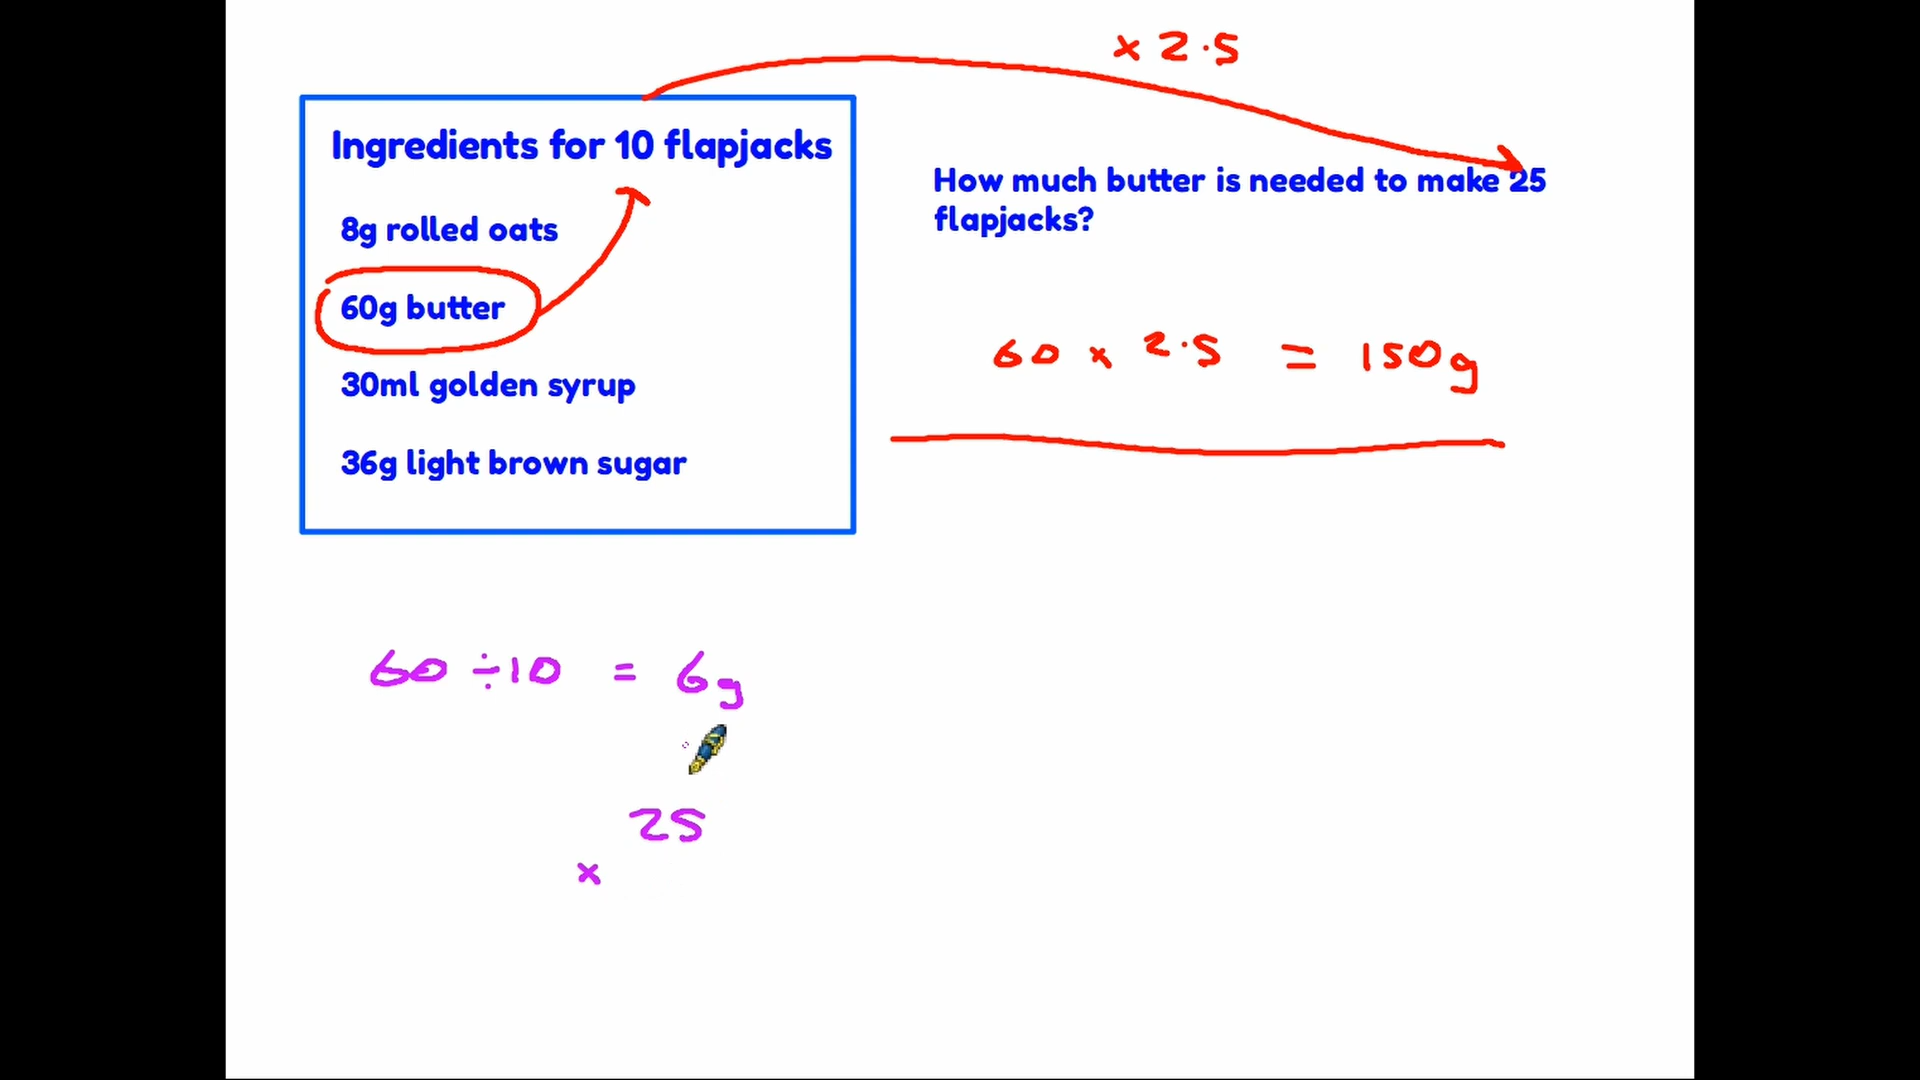 × 2.5
Ingredients for 10 flapjacks
8g rolled oats
60g butter
30ml golden syrup
36g light brown sugar
How much butter is needed to make 25
flapjacks?
60 × 2.5 = 150g
60 ÷ 10 = 6g
25
×